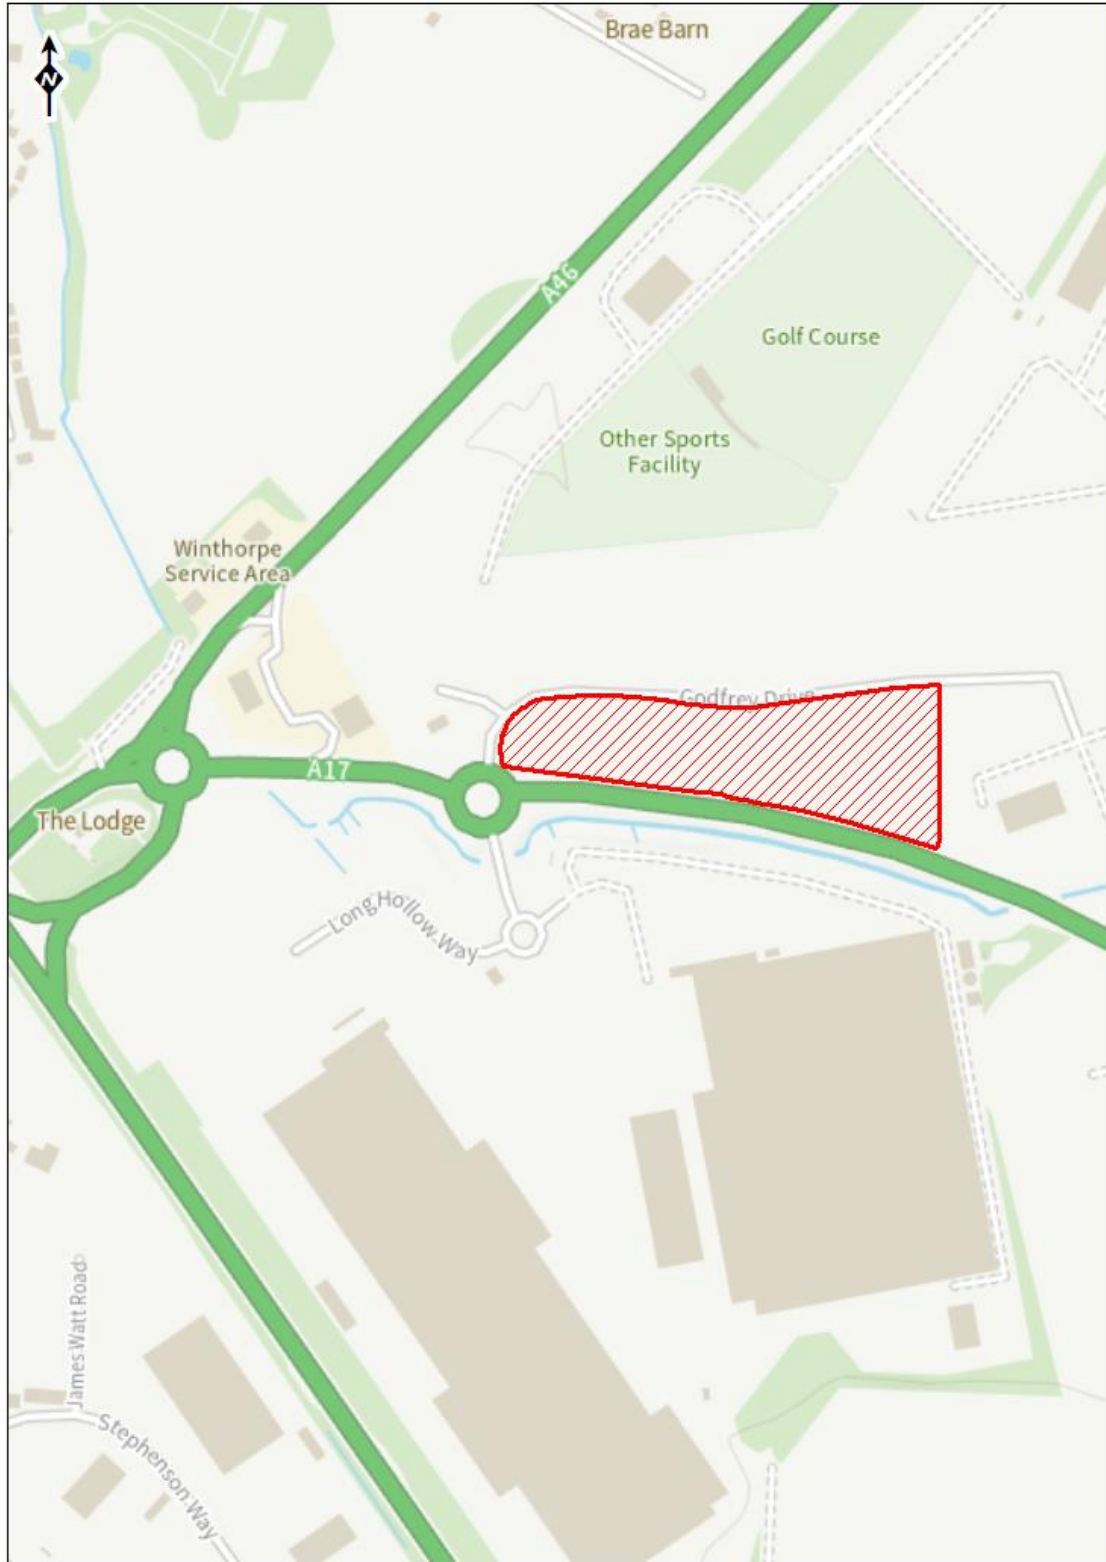 Brae Barn
N
A46
Golf Course
Other Sports
Facility
Winthorpe
Service Area
Godfrey Drive
A17
The Lodge
Long Hollow Way
James Watt Road
Stephenson Way